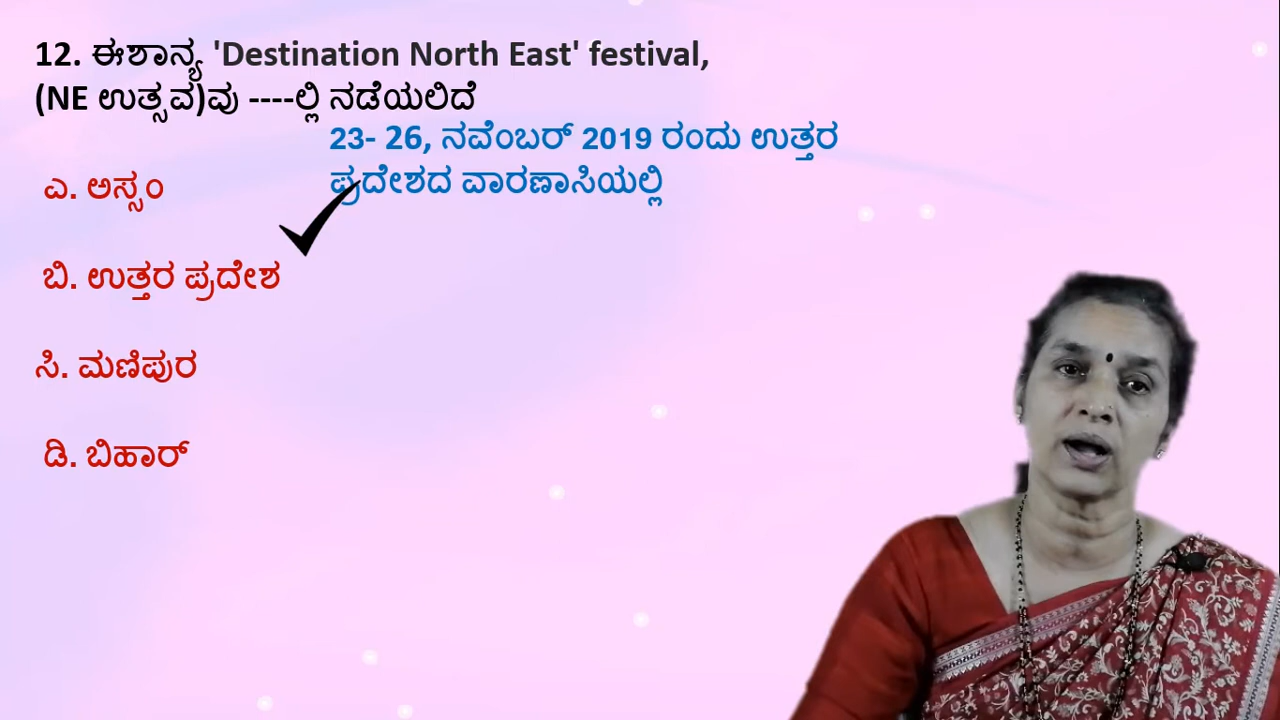 12. ಈಶಾನ್ಯ 'Destination North East' festival,
(NE ಉತ್ಸವ)ವು ----ಲ್ಲಿ ನಡೆಯಲಿದೆ
23- 26, ನವೆಂಬರ್ 2019 ರಂದು ಉತ್ತರ
ಪ್ರದೇಶದ ವಾರಣಾಸಿಯಲ್ಲಿ
ಎ. ಅಸ್ಸಂ
ಬಿ. ಉತ್ತರ ಪ್ರದೇಶ
ಸಿ. ಮಣಿಪುರ
ಡಿ. ಬಿಹಾರ್